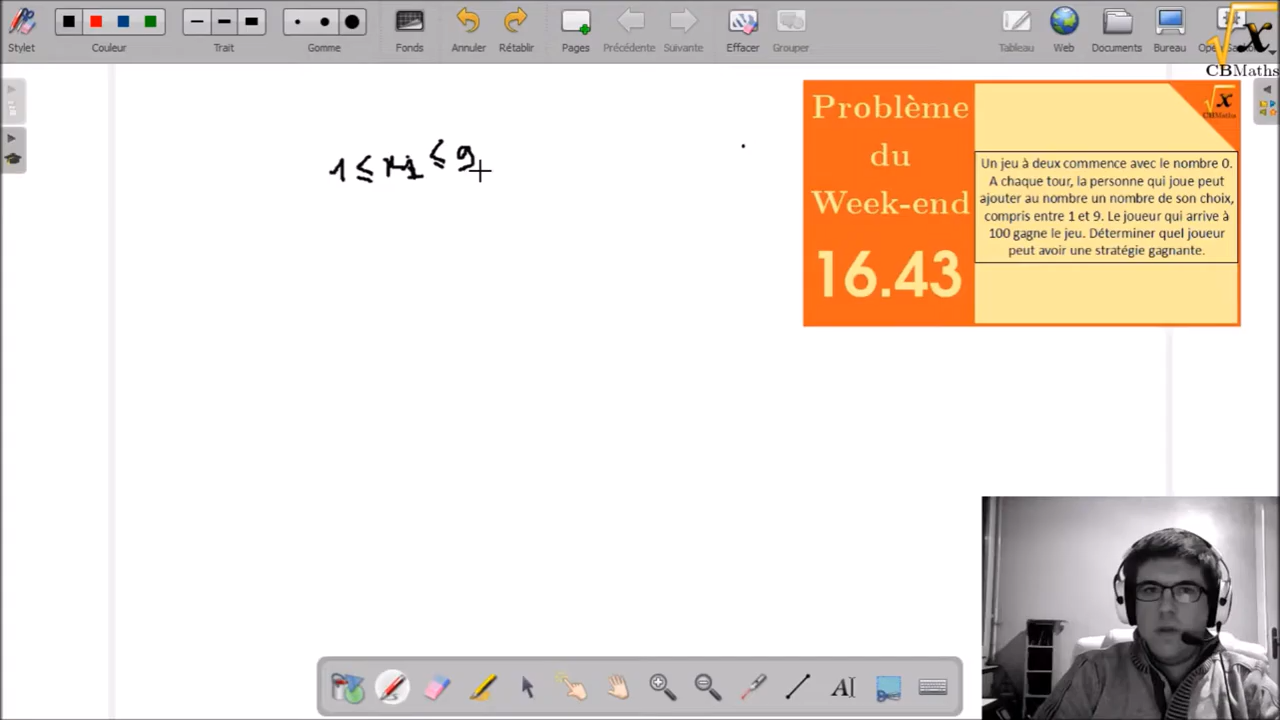 Stylet
Couleur
Trait
Gomme
Fonds
Annuler
Rétablir
Pages
Précédente
Suivante
Effacer
Grouper
Tableau
Web
Documents
Bureau
√x
CBMaths
1 ≤ n₁ ≤ 9
Problème
du
Week-end
16.43
√x
CBMaths
Un jeu à deux commence avec le nombre 0.
A chaque tour, la personne qui joue peut
ajouter au nombre un nombre de son choix,
compris entre 1 et 9. Le joueur qui arrive à
100 gagne le jeu. Déterminer quel joueur
peut avoir une stratégie gagnante.
AI